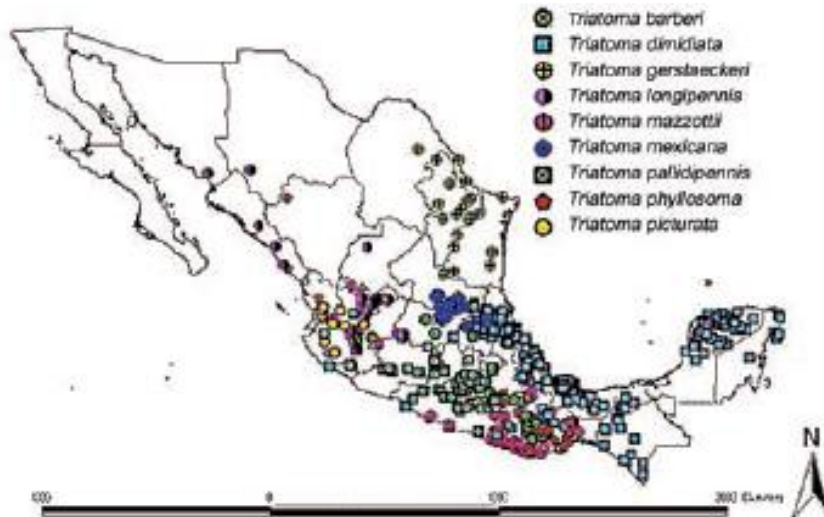 Triatoma barberi
Triatoma dimidiata
Triatoma gerstaeckeri
Triatoma longipennis
Triatoma mazzottii
Triatoma mexicana
Triatoma pallidipennis
Triatoma phyllosoma
Triatoma picturata
N
0